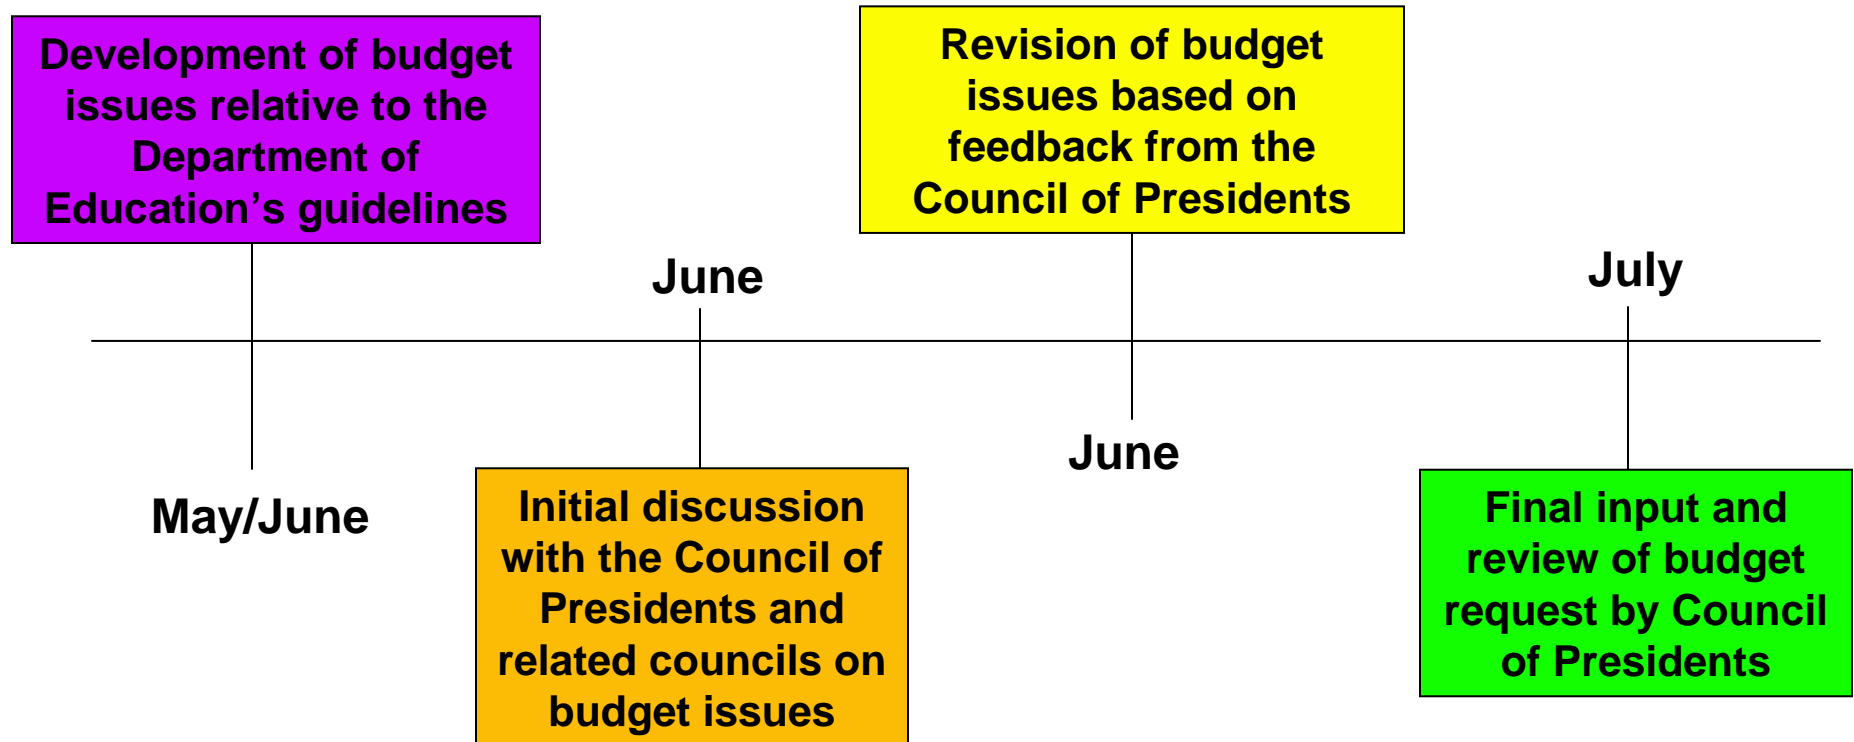 Development of budget
issues relative to the
Department of
Education’s guidelines
May/June
June
Initial discussion
with the Council of
Presidents and
related councils on
budget issues
Revision of budget
issues based on
feedback from the
Council of Presidents
June
July
Final input and
review of budget
request by Council
of Presidents